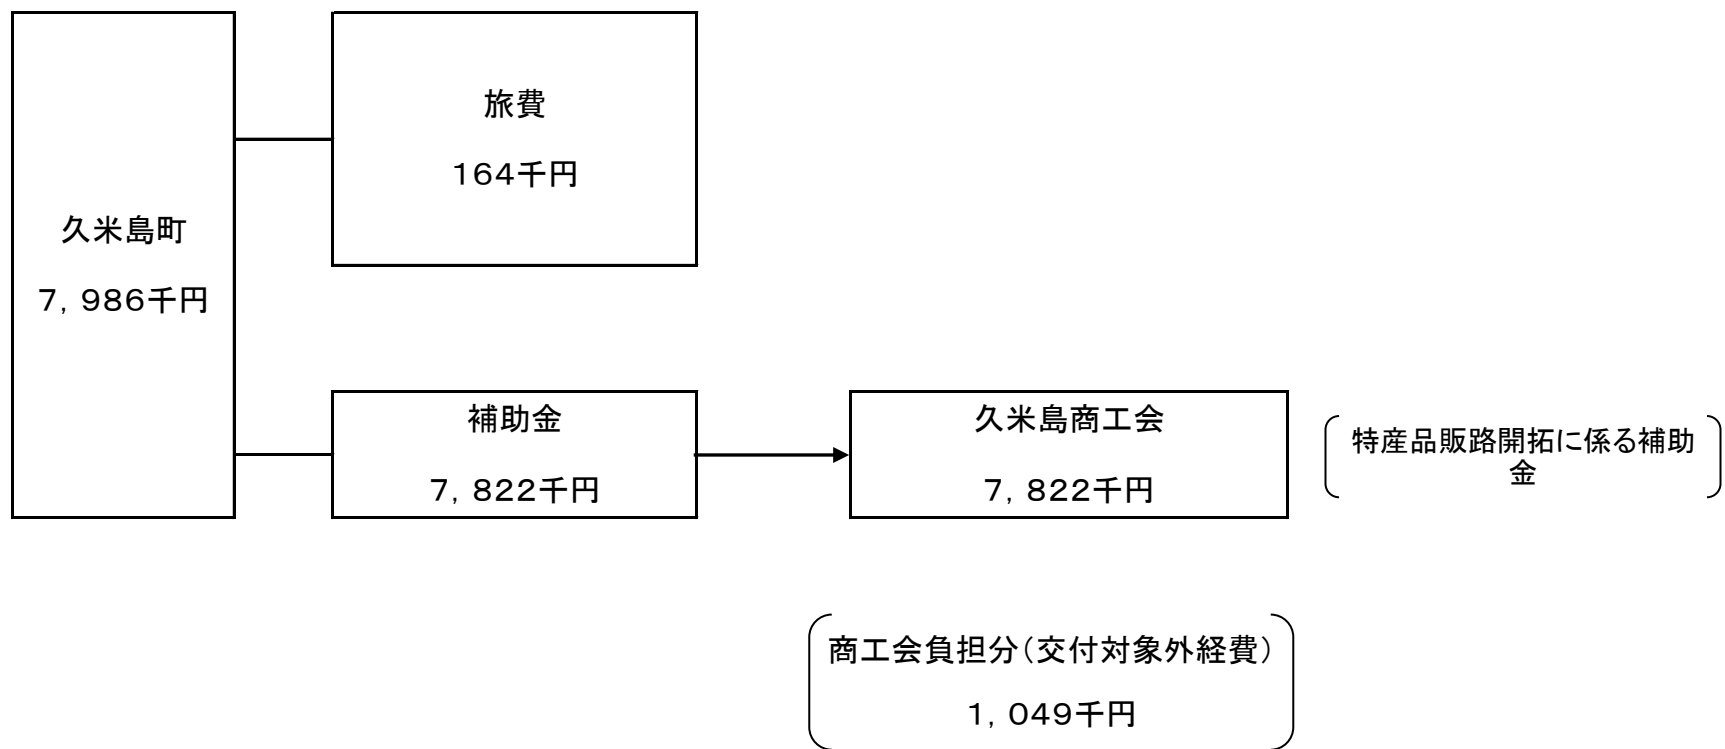 旅費
164千円
久米島町
7，986千円
補助金
7，822千円
久米島商工会
7，822千円
特産品販路開拓に係る補助
金
商工会負担分（交付対象外経費）
1，049千円